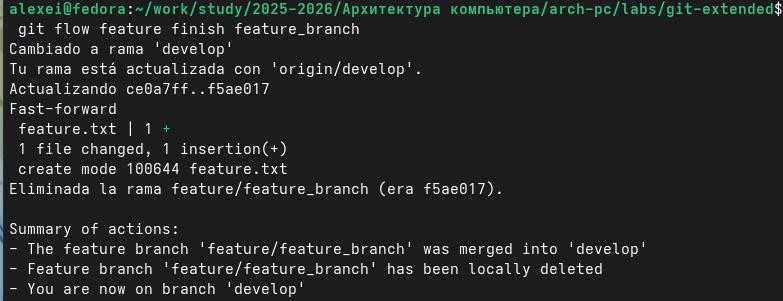 alexei@fedora:~/work/study/2025-2026/Архитектура компьютера/arch-pc/labs/git-extended$
git flow feature finish feature_branch
Cambiado a rama 'develop'
Tu rama está actualizada con 'origin/develop'.
Actualizando ce0a7ff..f5ae017
Fast-forward
feature.txt | 1 +
1 file changed, 1 insertion(+)
create mode 100644 feature.txt
Eliminada la rama feature/feature_branch (era f5ae017).
Summary of actions:
- The feature branch 'feature/feature_branch' was merged into 'develop'
- Feature branch 'feature/feature_branch' has been locally deleted
- You are now on branch 'develop'